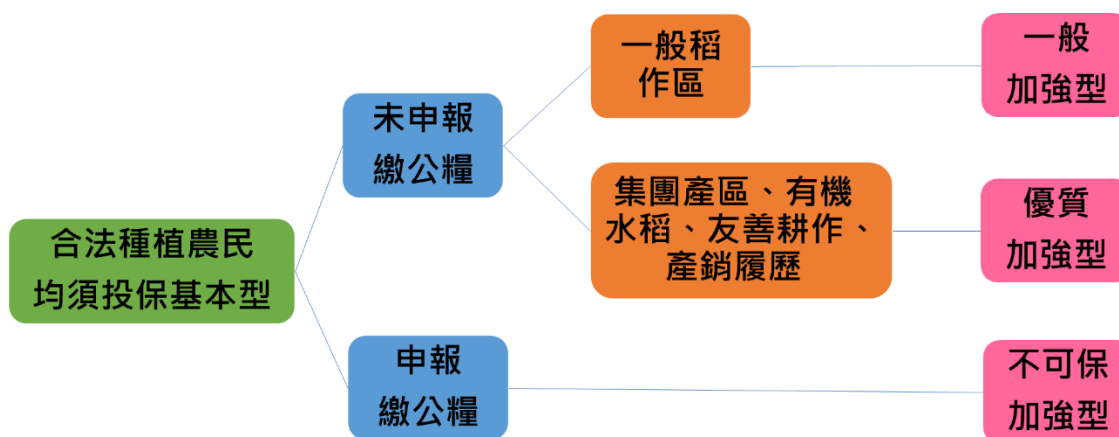 合法種植農民
均須投保基本型
未申報
繳公糧
一般稻
作區
一般
加強型
集團產區、有機
水稻、友善耕作、
產銷履歷
優質
加強型
申報
繳公糧
不可保
加強型